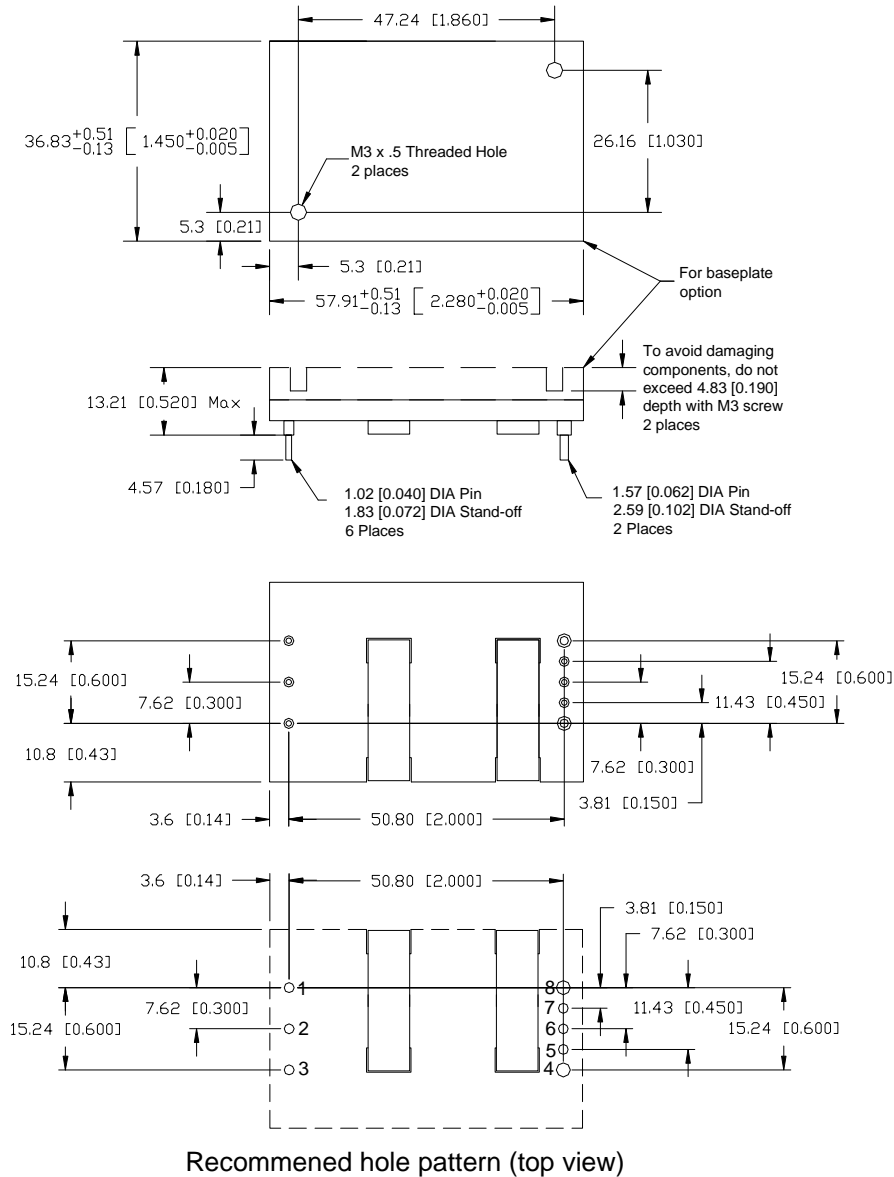 47.24 [1.860]
36.83 +0.51 -0.13 [ 1.450 +0.020 -0.005 ]
26.16 [1.030]
M3 x .5 Threaded Hole
2 places
5.3 [0.21]
5.3 [0.21]
57.91 +0.51 -0.13 [ 2.280 +0.020 -0.005 ]
For baseplate
option
13.21 [0.520] Max
To avoid damaging
components, do not
exceed 4.83 [0.190]
depth with M3 screw
2 places
4.57 [0.180]
1.02 [0.040] DIA Pin
1.83 [0.072] DIA Stand-off
6 Places
1.57 [0.062] DIA Pin
2.59 [0.102] DIA Stand-off
2 Places
15.24 [0.600]
7.62 [0.300]
10.8 [0.43]
15.24 [0.600]
11.43 [0.450]
7.62 [0.300]
3.81 [0.150]
3.6 [0.14]
50.80 [2.000]
3.6 [0.14]
50.80 [2.000]
3.81 [0.150]
7.62 [0.300]
10.8 [0.43]
7.62 [0.300]
15.24 [0.600]
11.43 [0.450]
15.24 [0.600]
1
2
3
8
7
6
5
4
Recommened hole pattern (top view)